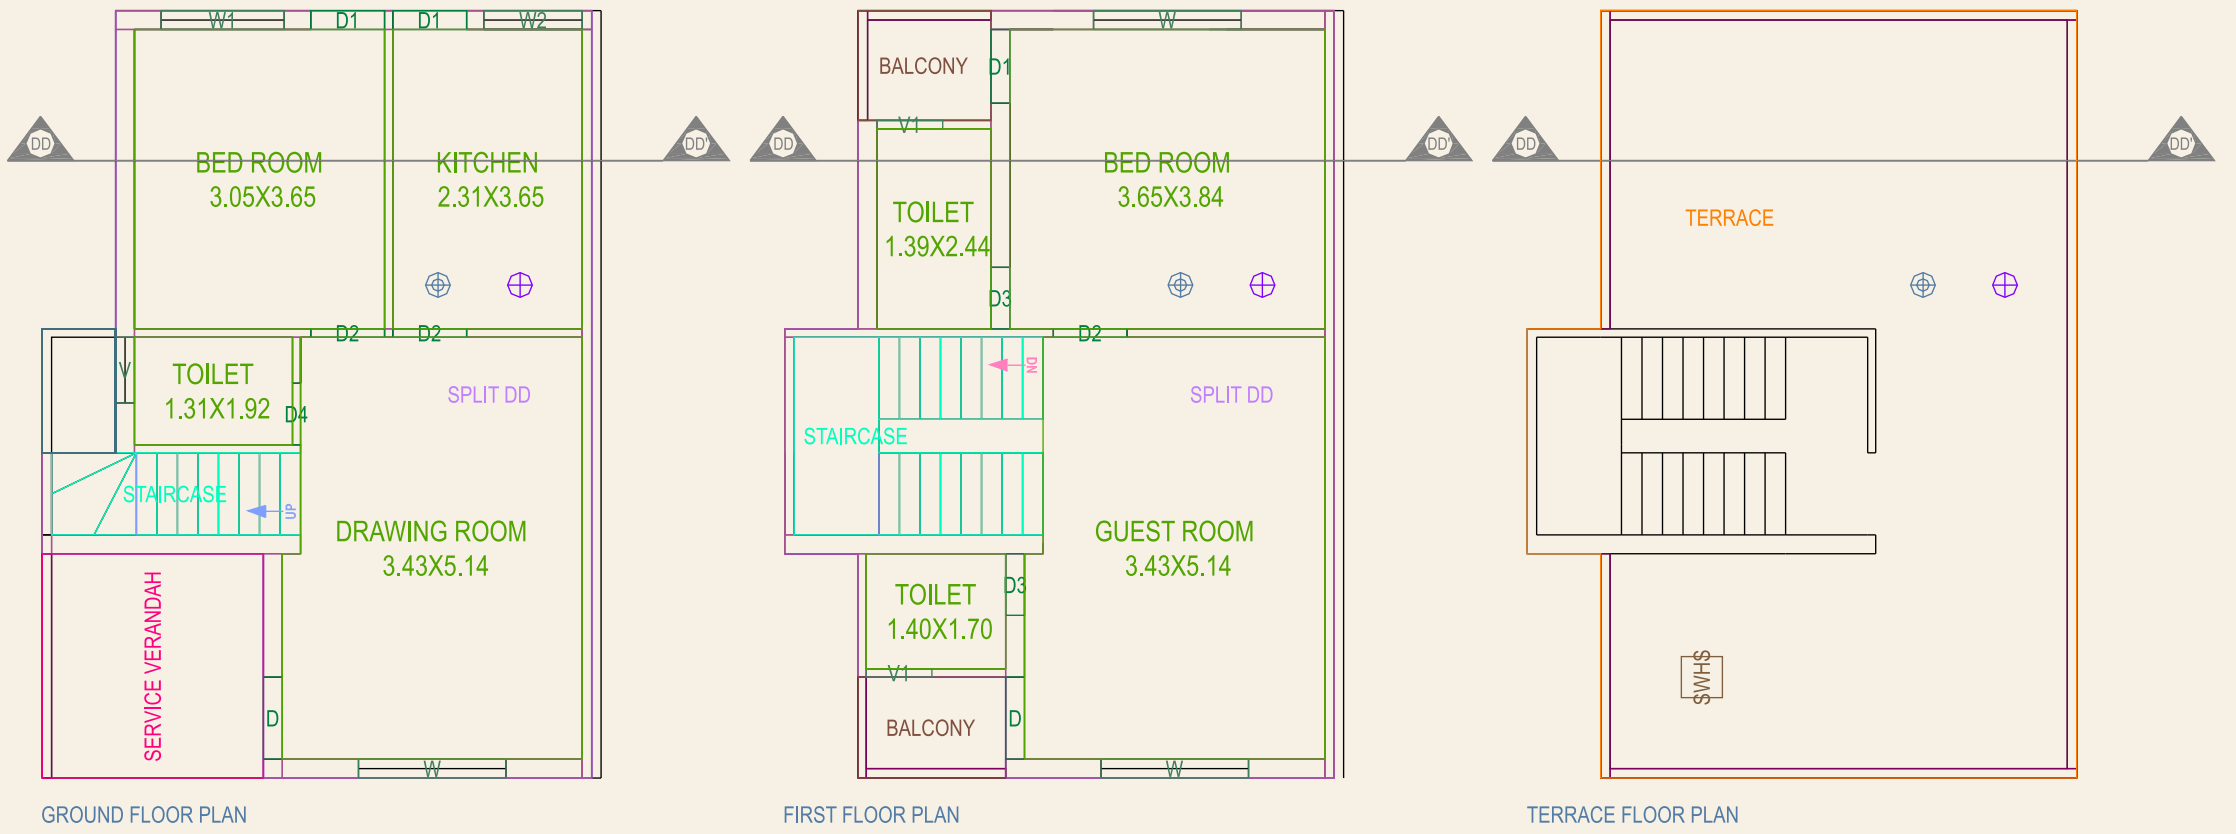 W1
D1
D1
W2
DD
DD'
BED ROOM
3.05X3.65
KITCHEN
2.31X3.65
D2
D2
V
TOILET
1.31X1.92
D4
SPLIT DD
STAIRCASE
UP
DRAWING ROOM
3.43X5.14
SERVICE VERANDAH
D
W
GROUND FLOOR PLAN
W
BALCONY
D1
V1
DD
DD'
BED ROOM
3.65X3.84
TOILET
1.39X2.44
D3
D2
DN
SPLIT DD
STAIRCASE
GUEST ROOM
3.43X5.14
D3
TOILET
1.40X1.70
V1
BALCONY
D
W
FIRST FLOOR PLAN
DD
DD'
TERRACE
SWHS
TERRACE FLOOR PLAN